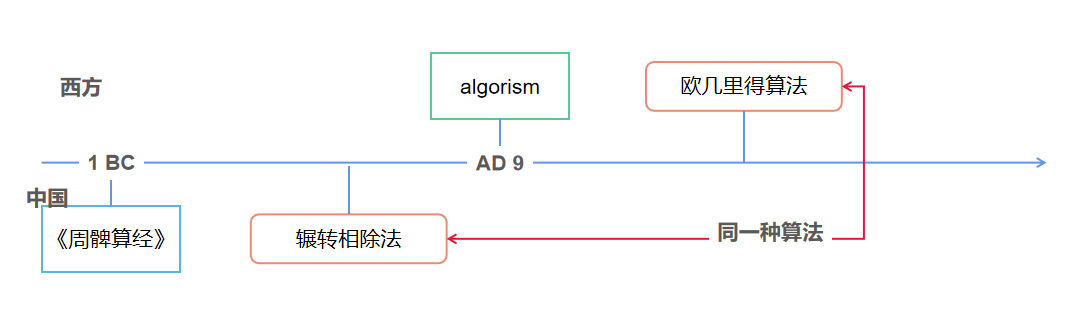 西方
algorism
欧几里得算法
1 BC
AD 9
中国
《周髀算经》
辗转相除法
同一种算法